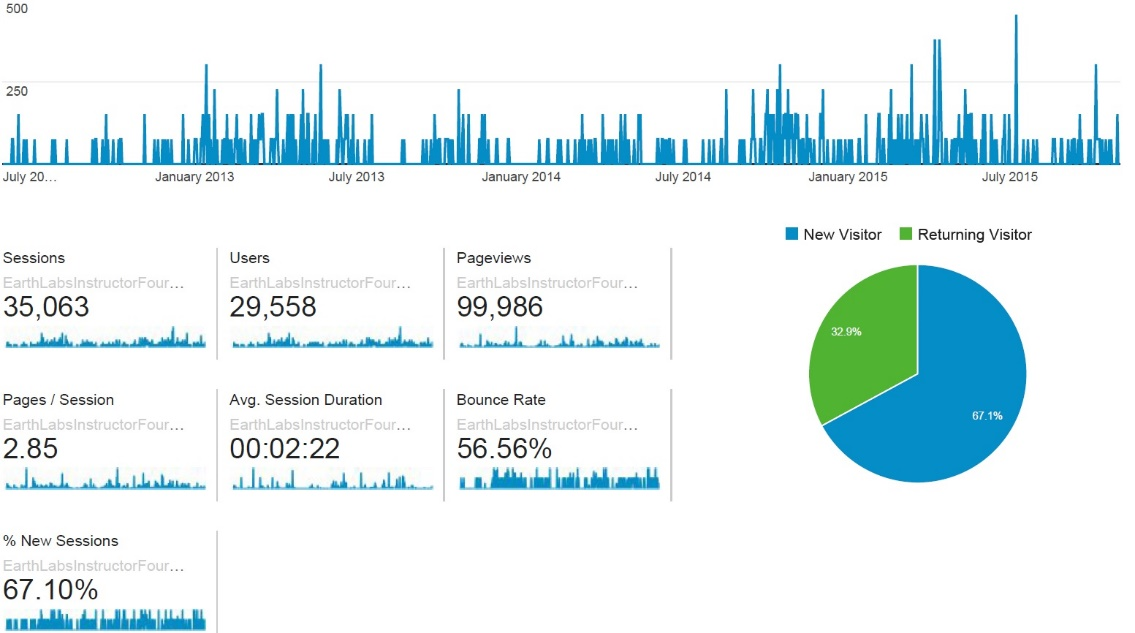 500
250
July 20… January 2013 July 2013 January 2014 July 2014 January 2015 July 2015
New Visitor Returning Visitor
32.9%
67.1%
Sessions Users Pageviews
EarthLabsInstructorFour… EarthLabsInstructorFour… EarthLabsInstructorFour…
35,063 29,558 99,986
Pages / Session Avg. Session Duration Bounce Rate
EarthLabsInstructorFour… EarthLabsInstructorFour… EarthLabsInstructorFour…
2.85 00:02:22 56.56%
% New Sessions
EarthLabsInstructorFour…
67.10%